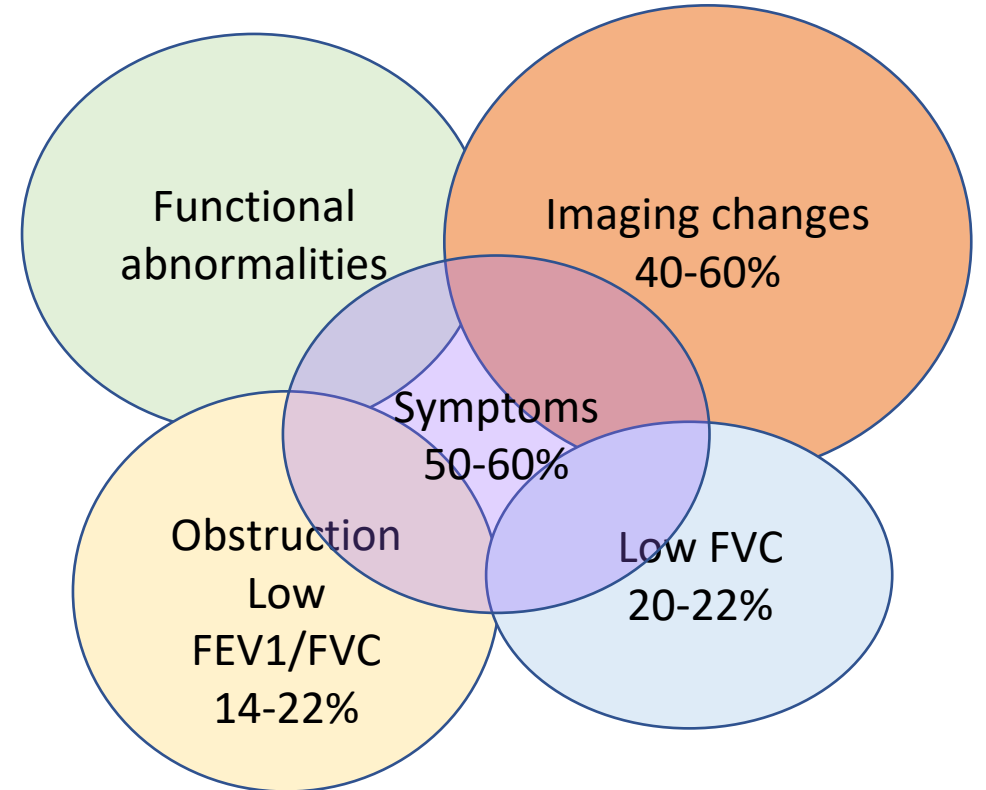 Functional
abnormalities
Imaging changes
40-60%
Symptoms
50-60%
Obstruction
Low
FEV1/FVC
14-22%
Low FVC
20-22%